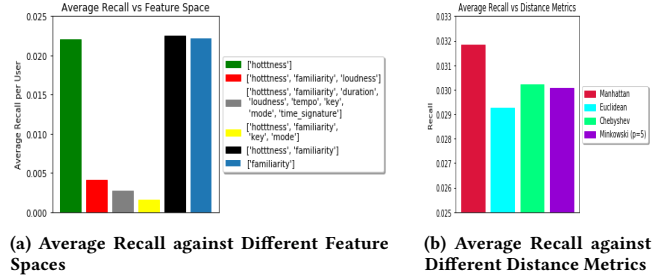 Average Recall vs Feature Space
0.025
0.020
0.015
0.010
0.005
0.000
Average Recall per User
['hotttness']
['hotttness', 'familiarity', 'loudness']
['hotttness', 'familiarity', 'duration',
'loudness', 'tempo', 'key',
'mode', 'time_signature']
['hotttness', 'familiarity',
'key', 'mode']
['hotttness', 'familiarity']
['familiarity']
(a) Average Recall against Different Feature
Spaces
Average Recall vs Distance Metrics
0.033
0.032
0.031
0.030
0.029
0.028
0.027
0.026
0.025
Recall
Manhattan
Euclidean
Chebyshev
Minkowski (p=5)
(b) Average Recall against
Different Distance Metrics